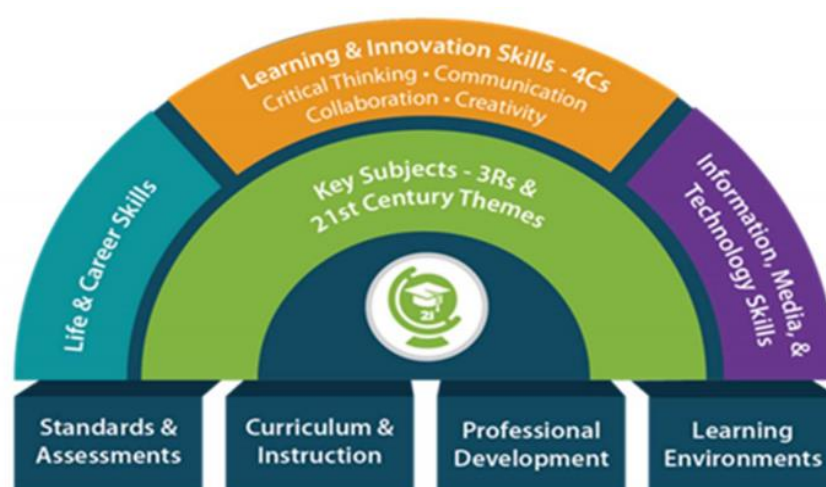 Learning & Innovation Skills - 4Cs
Critical Thinking • Communication
Collaboration • Creativity
Life & Career Skills
Key Subjects - 3Rs &
21st Century Themes
Information, Media, &
Technology Skills
21
Standards &
Assessments
Curriculum &
Instruction
Professional
Development
Learning
Environments